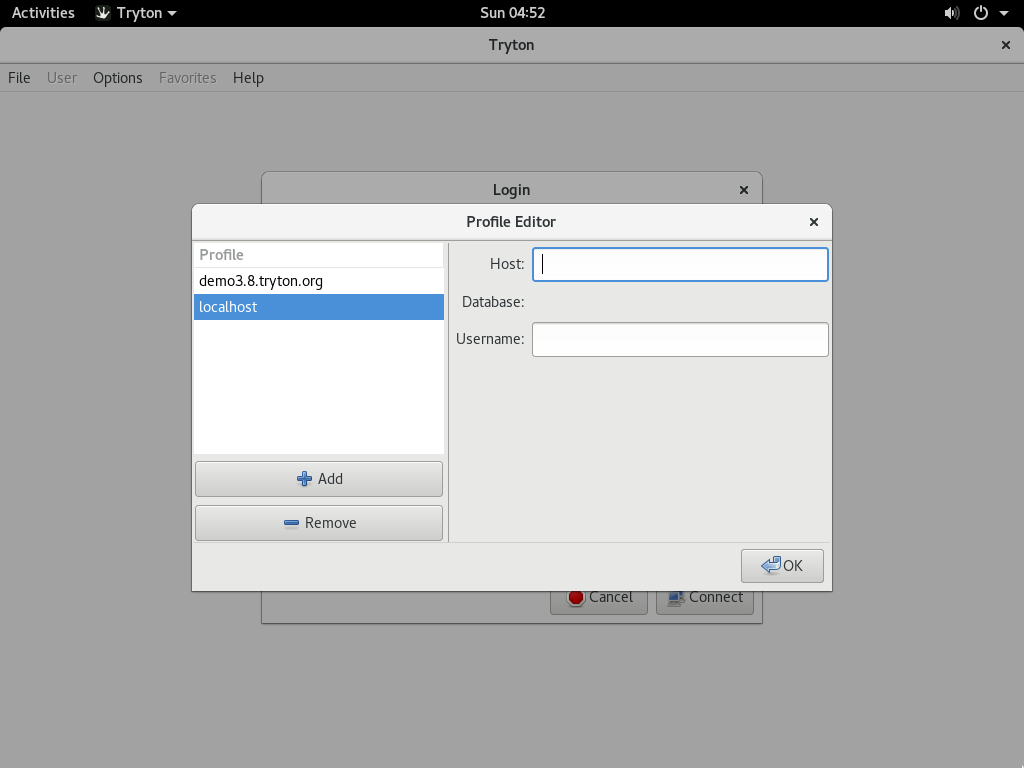 Activities Tryton Sun 04:52
Tryton
File User Options Favorites Help
Login
Profile Editor
Profile
demo3.8.tryton.org
localhost
Add
Remove
Host:
Database:
Username:
OK
Cancel Connect